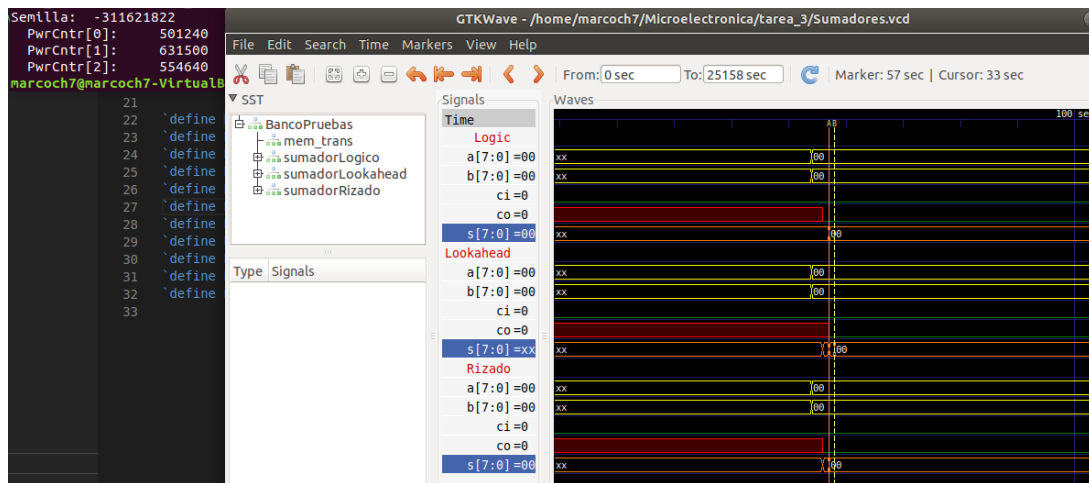 Semilla: -311621822
PwrCntr[0]: 501240
PwrCntr[1]: 631500
PwrCntr[2]: 554640
marcoch7@marcoch7-VirtualB
21
22 `define
23 `define
24 `define
25 `define
26 `define
27 `define
28 `define
29 `define
30 `define
31 `define
32 `define
33
GTKWave - /home/marcoch7/Microelectronica/tarea_3/Sumadores.vcd
File Edit Search Time Markers View Help
From: 0 sec To: 25158 sec Marker: 57 sec | Cursor: 33 sec
SST
BancoPruebas
mem_trans
sumadorLogico
sumadorLookahead
sumadorRizado
Type Signals
Signals
Time
Logic
a[7:0]=00
b[7:0]=00
ci=0
co=0
s[7:0]=00
Lookahead
a[7:0]=00
b[7:0]=00
ci=0
co=0
s[7:0]=xx
Rizado
a[7:0]=00
b[7:0]=00
ci=0
co=0
s[7:0]=00
Waves
AB 100 se
xx 00
xx 00
xx 00
xx 00
xx 00
xx 00
xx 00
xx 00
xx 00